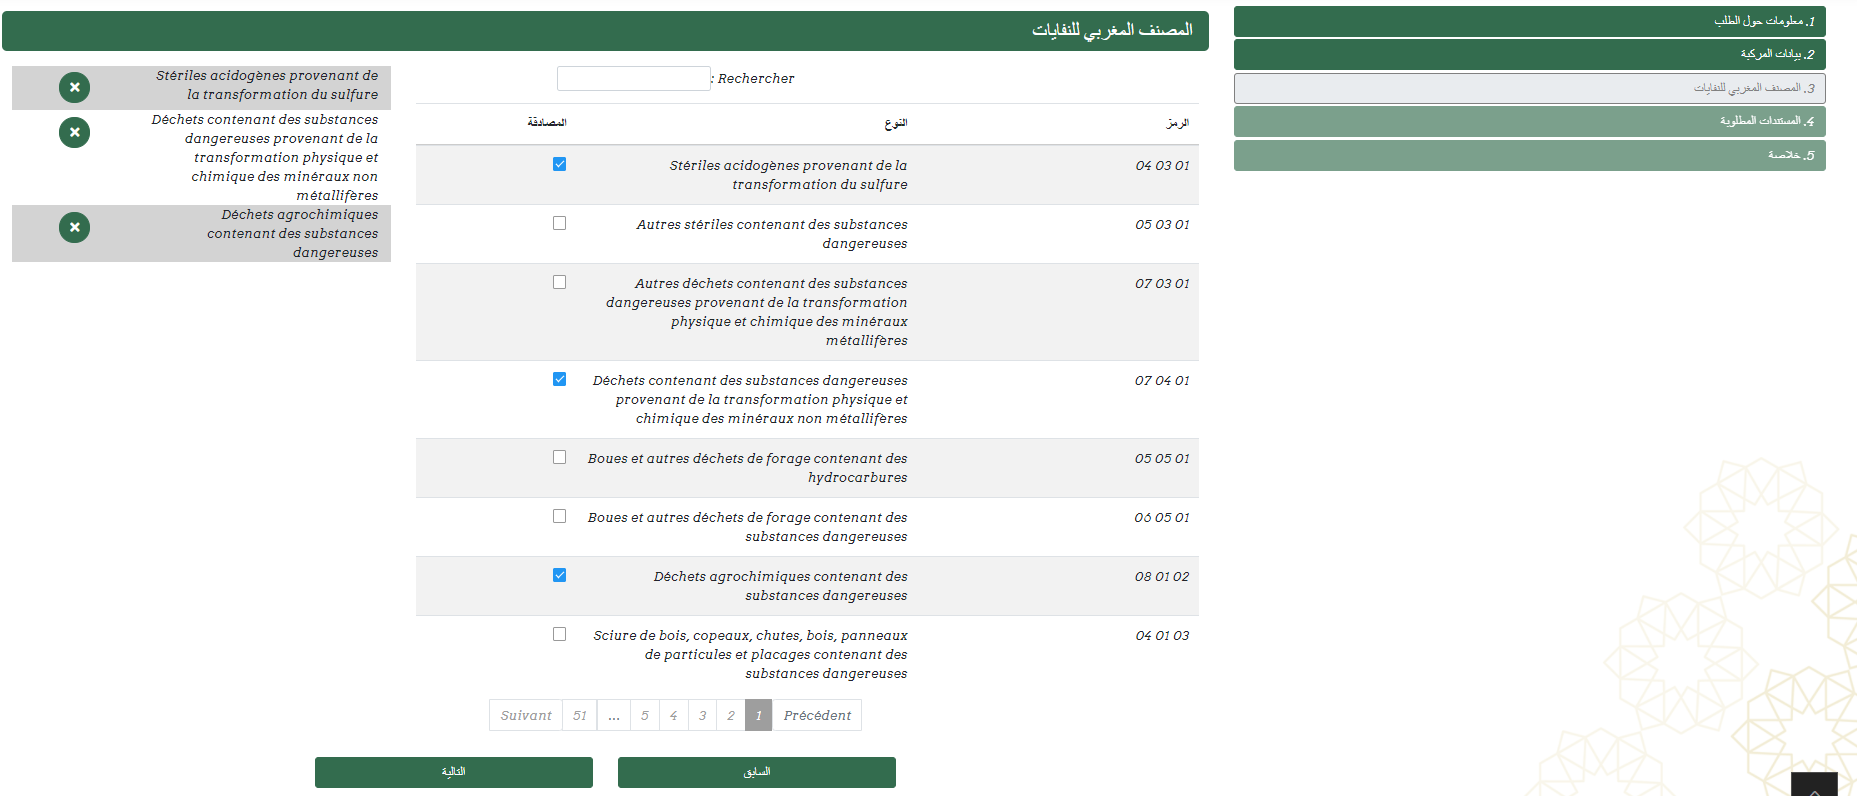 1. معلومات حول الطلب
2. بيانات المركبة
3. المصنف المغربي للنفايات
4. المستندات المطلوبة
5. خلاصة
المصنف المغربي للنفايات
Rechercher :
الرمز النوع المصادقة
04 03 01 Stériles acidogènes provenant de la
transformation du sulfure
05 03 01 Autres stériles contenant des substances
dangereuses
07 03 01 Autres déchets contenant des substances
dangereuses provenant de la transformation
physique et chimique des minéraux
métallifères
07 04 01 Déchets contenant des substances dangereuses
provenant de la transformation physique et
chimique des minéraux non métallifères
05 05 01 Boues et autres déchets de forage contenant des
hydrocarbures
06 05 01 Boues et autres déchets de forage contenant des
substances dangereuses
08 01 02 Déchets agrochimiques contenant des
substances dangereuses
04 01 03 Sciure de bois, copeaux, chutes, bois, panneaux
de particules et placages contenant des
substances dangereuses
Précédent 1 2 3 4 5 ... 51 Suivant
Stériles acidogènes provenant de
la transformation du sulfure
Déchets contenant des substances
dangereuses provenant de la
transformation physique et
chimique des minéraux non
métallifères
Déchets agrochimiques
contenant des substances
dangereuses
السابق
التالية